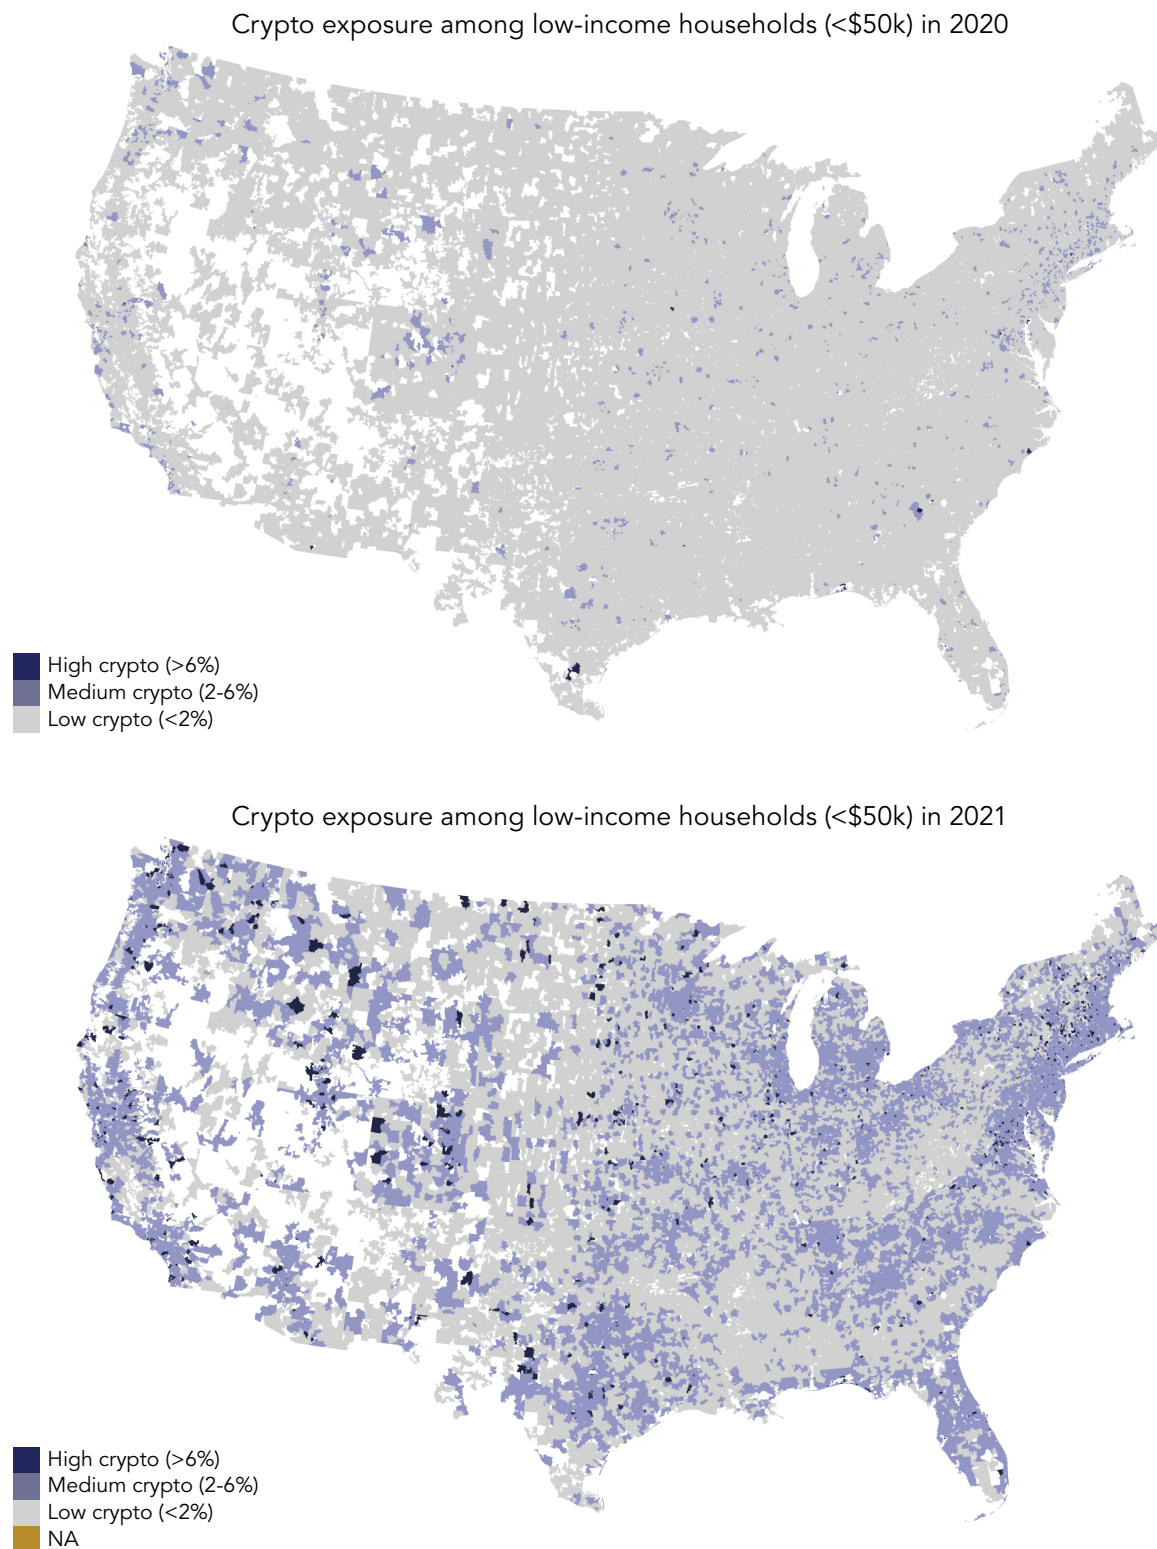 Crypto exposure among low-income households (<$50k) in 2020
High crypto (>6%)
Medium crypto (2-6%)
Low crypto (<2%)
Crypto exposure among low-income households (<$50k) in 2021
High crypto (>6%)
Medium crypto (2-6%)
Low crypto (<2%)
NA